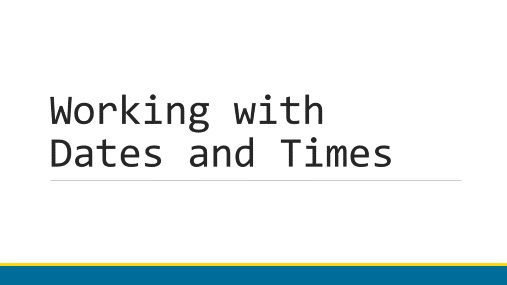 Working with
Dates and Times